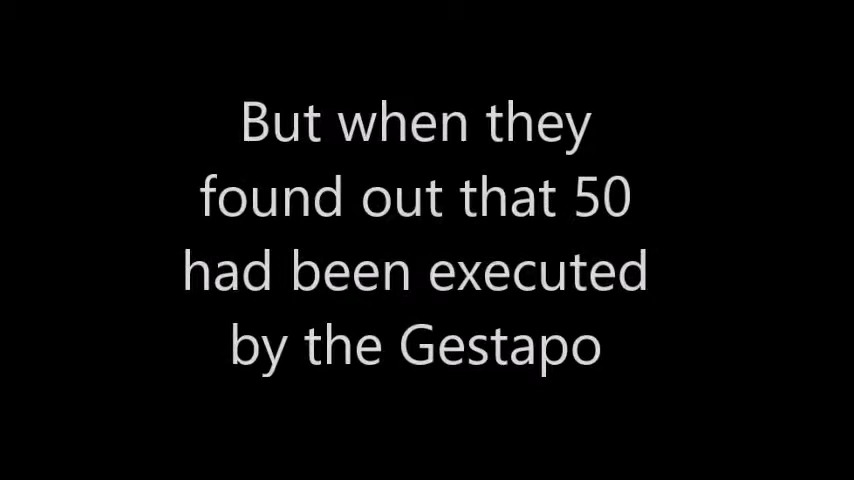 But when they
found out that 50
had been executed
by the Gestapo